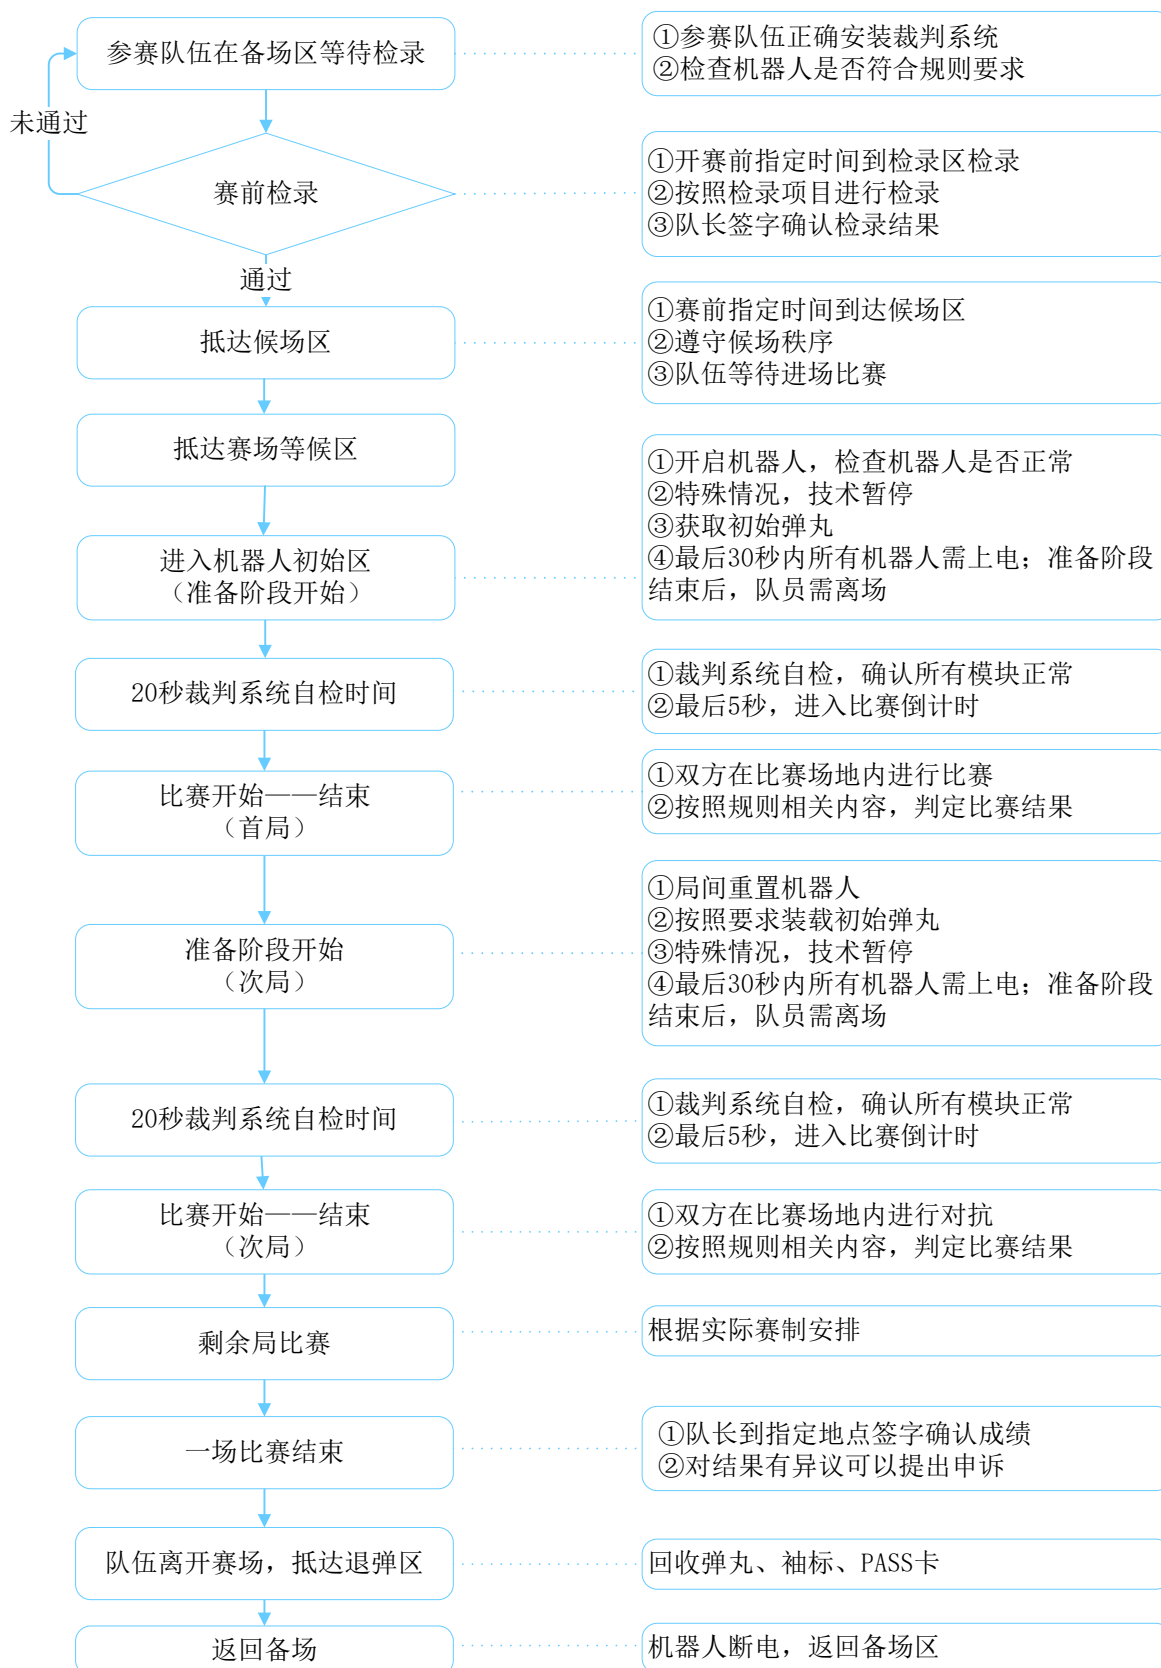 参赛队伍在备场区等待检录
①参赛队伍正确安装裁判系统
②检查机器人是否符合规则要求
未通过
赛前检录
①开赛前指定时间到检录区检录
②按照检录项目进行检录
③队长签字确认检录结果
通过
抵达候场区
①赛前指定时间到达候场区
②遵守候场秩序
③队伍等待进场比赛
抵达赛场等候区
进入机器人初始区
（准备阶段开始）
①开启机器人，检查机器人是否正常
②特殊情况，技术暂停
③获取初始弹丸
④最后30秒内所有机器人需上电；准备阶段
结束后，队员需离场
20秒裁判系统自检时间
①裁判系统自检，确认所有模块正常
②最后5秒，进入比赛倒计时
比赛开始——结束
（首局）
①双方在比赛场地内进行比赛
②按照规则相关内容，判定比赛结果
准备阶段开始
（次局）
①局间重置机器人
②按照要求装载初始弹丸
③特殊情况，技术暂停
④最后30秒内所有机器人需上电；准备阶段
结束后，队员需离场
20秒裁判系统自检时间
①裁判系统自检，确认所有模块正常
②最后5秒，进入比赛倒计时
比赛开始——结束
（次局）
①双方在比赛场地内进行对抗
②按照规则相关内容，判定比赛结果
剩余局比赛
根据实际赛制安排
一场比赛结束
①队长到指定地点签字确认成绩
②对结果有异议可以提出申诉
队伍离开赛场，抵达退弹区
回收弹丸、袖标、PASS卡
返回备场
机器人断电，返回备场区